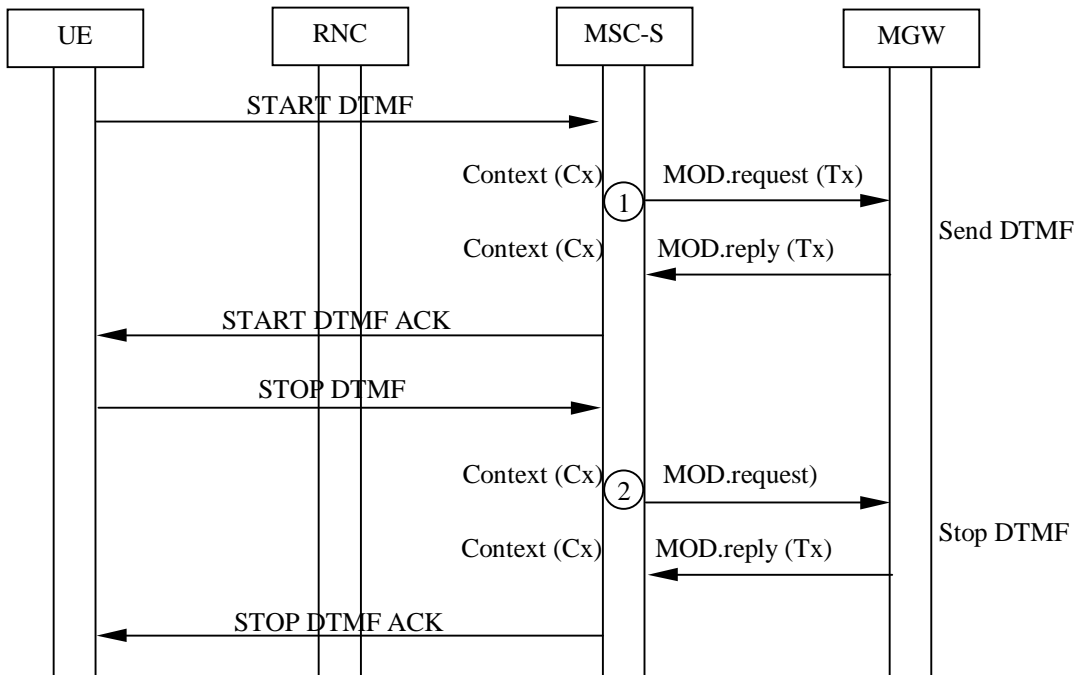 UE RNC MSC-S MGW
START DTMF
Context (Cx) MOD.request (Tx)
1
Send DTMF
Context (Cx) MOD.reply (Tx)
START DTMF ACK
STOP DTMF
Context (Cx) MOD.request)
2
Stop DTMF
Context (Cx) MOD.reply (Tx)
STOP DTMF ACK